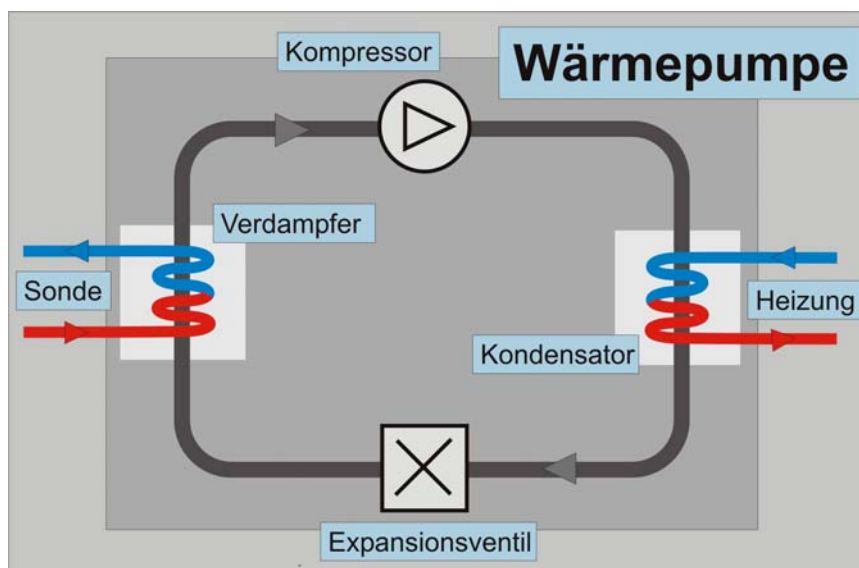 Kompressor
Wärmepumpe
Verdampfer
Sonde
Heizung
Kondensator
Expansionsventil